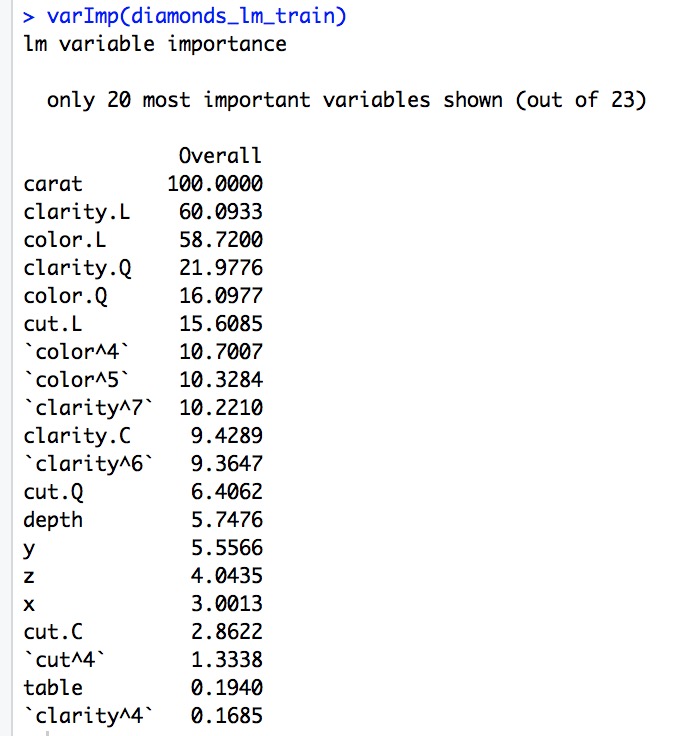 > varImp(diamonds_lm_train)
lm variable importance

  only 20 most important variables shown (out of 23)

             Overall
carat       100.0000
clarity.L    60.0933
color.L      58.7200
clarity.Q    21.9776
color.Q      16.0977
cut.L        15.6085
`color^4`    10.7007
`color^5`    10.3284
`clarity^7`  10.2210
clarity.C     9.4289
`clarity^6`   9.3647
cut.Q         6.4062
depth         5.7476
y             5.5566
z             4.0435
x             3.0013
cut.C         2.8622
`cut^4`       1.3338
table         0.1940
`clarity^4`   0.1685